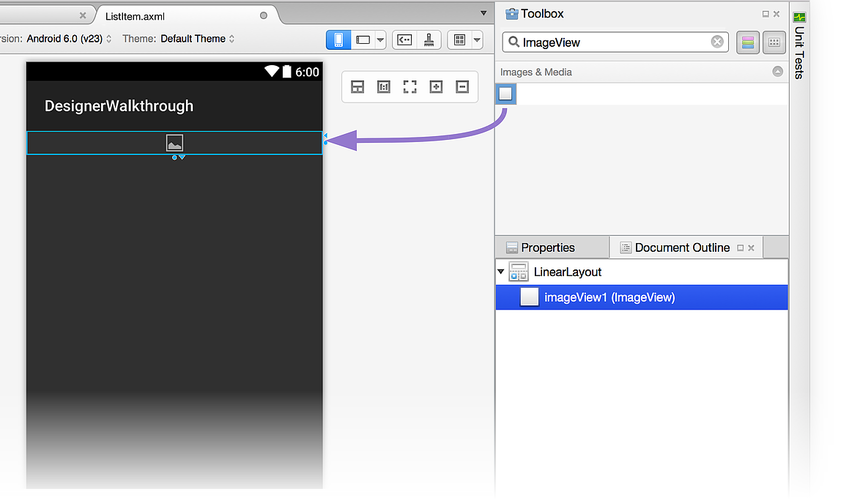 ListItem.axml
rsion: Android 6.0 (v23) Theme: Default Theme
6:00
DesignerWalkthrough
Toolbox
ImageView
Images & Media
Unit Tests
Properties
Document Outline
LinearLayout
imageView1 (ImageView)